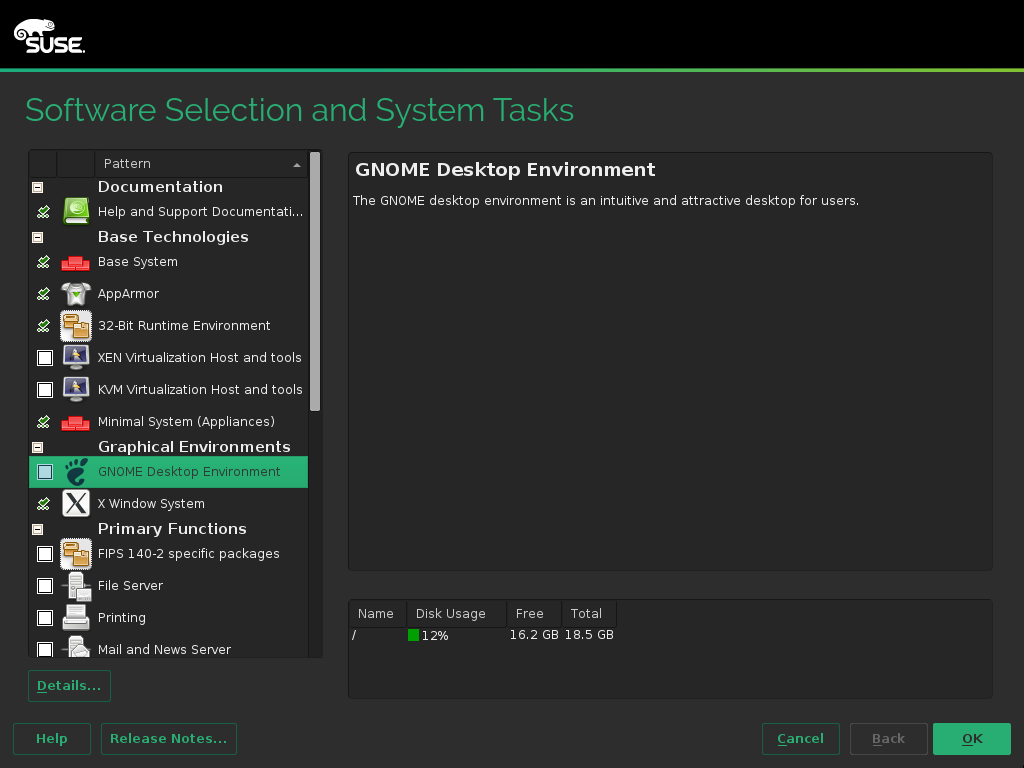 SUSE.
Software Selection and System Tasks
Pattern
Documentation
Help and Support Documentati...
Base Technologies
Base System
AppArmor
32-Bit Runtime Environment
XEN Virtualization Host and tools
KVM Virtualization Host and tools
Minimal System (Appliances)
Graphical Environments
GNOME Desktop Environment
X Window System
Primary Functions
FIPS 140-2 specific packages
File Server
Printing
Mail and News Server
Details...
GNOME Desktop Environment
The GNOME desktop environment is an intuitive and attractive desktop for users.
Name Disk Usage Free Total
/ 12% 16.2 GB 18.5 GB
Help Release Notes... Cancel Back OK